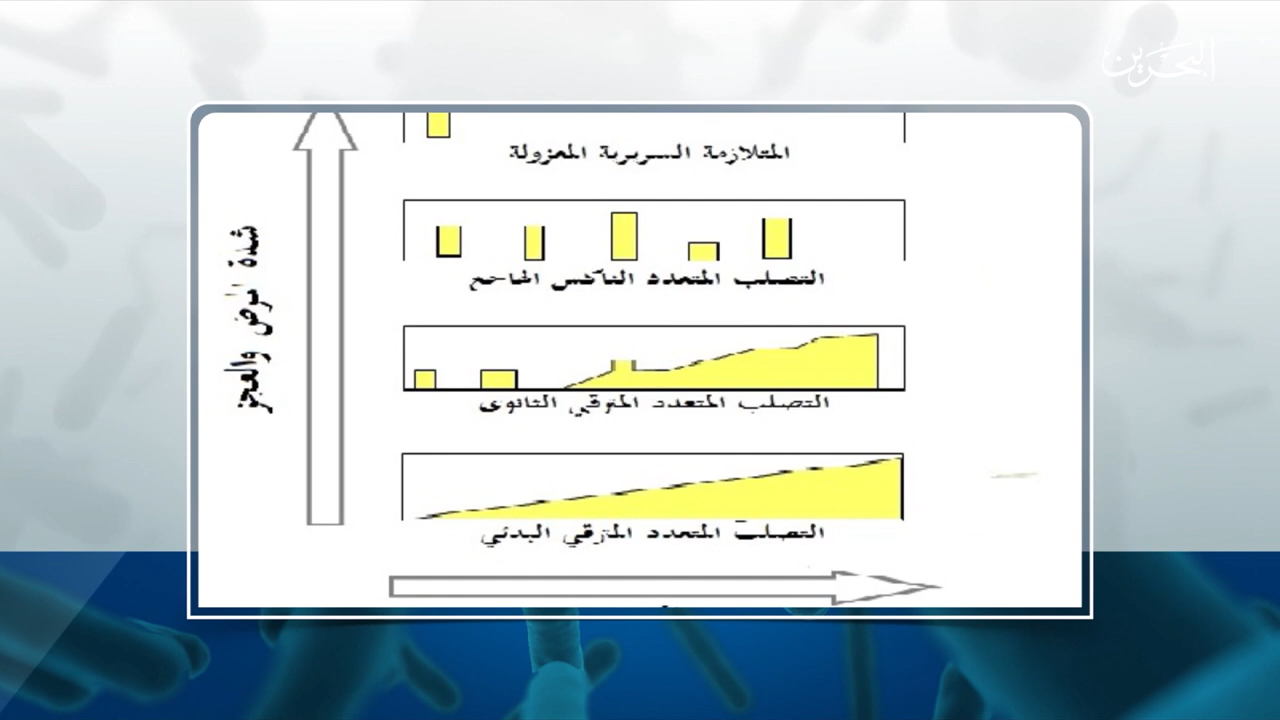 البحرين
المتلازمة السريرية المعزولة
التصلب المتعدد الناكس الهاجع
التصلب المتعدد المترقي الثانوي
التصلب المتعدد المترقي البدئي
شدة المرض والعجز